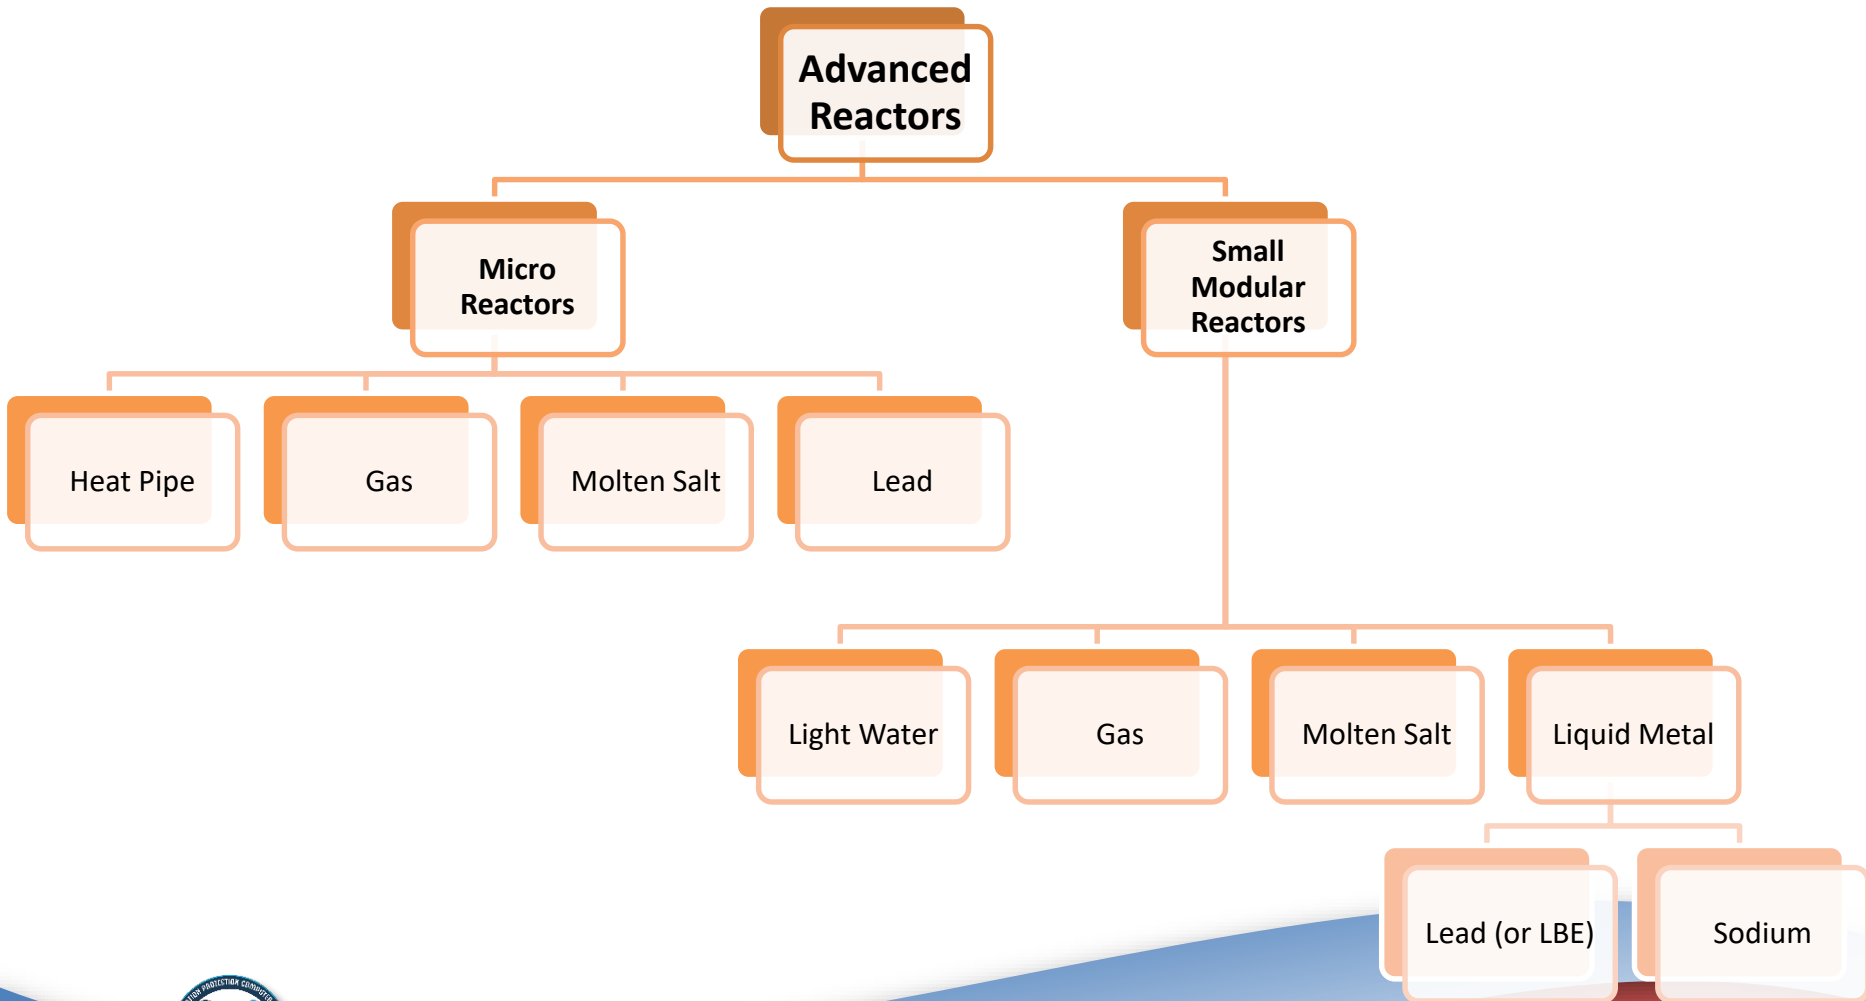 Advanced
Reactors
Micro
Reactors
Small
Modular
Reactors
Heat Pipe
Gas
Molten Salt
Lead
Light Water
Gas
Molten Salt
Liquid Metal
Lead (or LBE)
Sodium
PROTECTION